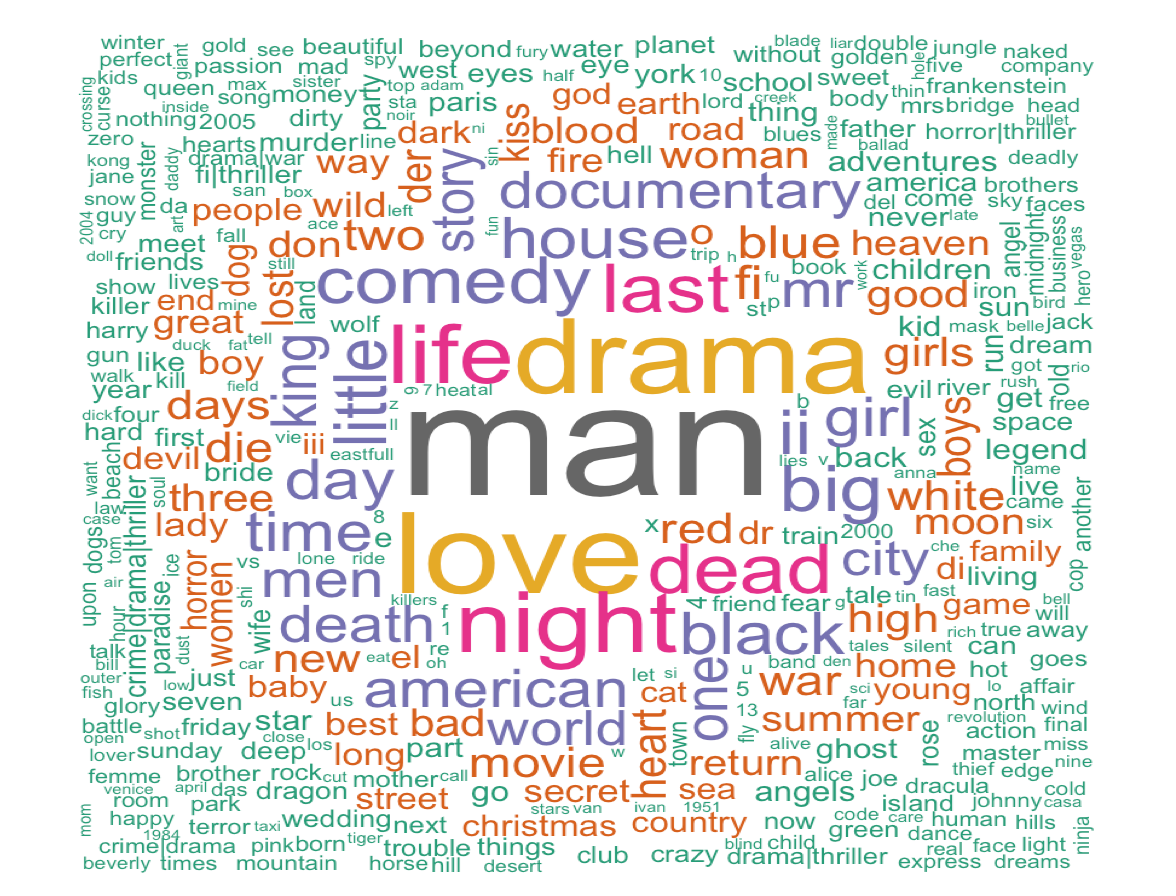 winter gold see beautiful beyond fury water planet blade liar double jungle naked
perfect giant passion mad spy west eyes half eye york 10 without golden hole five company
crossing kids queen max sister party top adam school sweet thin frankenstein
curse inside song money sta paris god earth lord thing creek body mrs bridge head
nothing 2005 dirty noir kiss blood road blues made father bullet
zero hearts murder line dark ni ballad horror|thriller
kong daddy drama|war way der story sin fire hell woman adventures deadly
jane monster fi|thriller documentary america brothers
snow san box wild left del come sky faces
2004 guy da art people ace fun house o never late
cry fall don two trip h blue heaven angel midnight business vegas
doll meet dog still comedy last fi fu book work children hero
friends lost
show lives land st p mr good iron bird
killer end mine sun
harry great wolf life drama kid mask belle jack
duck fat tell king little girls run dream
gun like boy got rio
walk kill field 9 7 heatal evil river rush get old free
year days z man b girl boys space
dick four ll ii sex
hard first die vie iii legend
want beach devil eastfull lies v back anna name
law bride day big live
case crime|drama|thriller soul three white came another
tom dogs lady time 8 e love x red dr train 2000 moon six
air ice vs lone ride dead city che family cop
upon hour paradise horror women shi men di living
killers night 4 friend fear g tale tin fast bell
dust wife death f 1 black high game will
talk re rich true away
bill car new eat el oh one tales silent can
outer low just let si u band den home hot goes
fish baby us american cat 5 war sci young lo affair
glory seven far north wind
battle shot friday star best bad world heart town fly 13 summer rose revolution final
open close action
lover sunday deep los long part movie w return alive ghost master miss
femme brother rock cut mother call alice joe dracula thief edge nine
venice april das dragon go secret sea angels cold
mom room park street stars van ivan 1951 island johnny casa
happy terror taxi wedding next christmas country now code care human hills ninja
1984 tiger green dance
crime|drama pink born trouble things blind child real face light
beverly times mountain horse hill desert club crazy drama|thriller express dreams